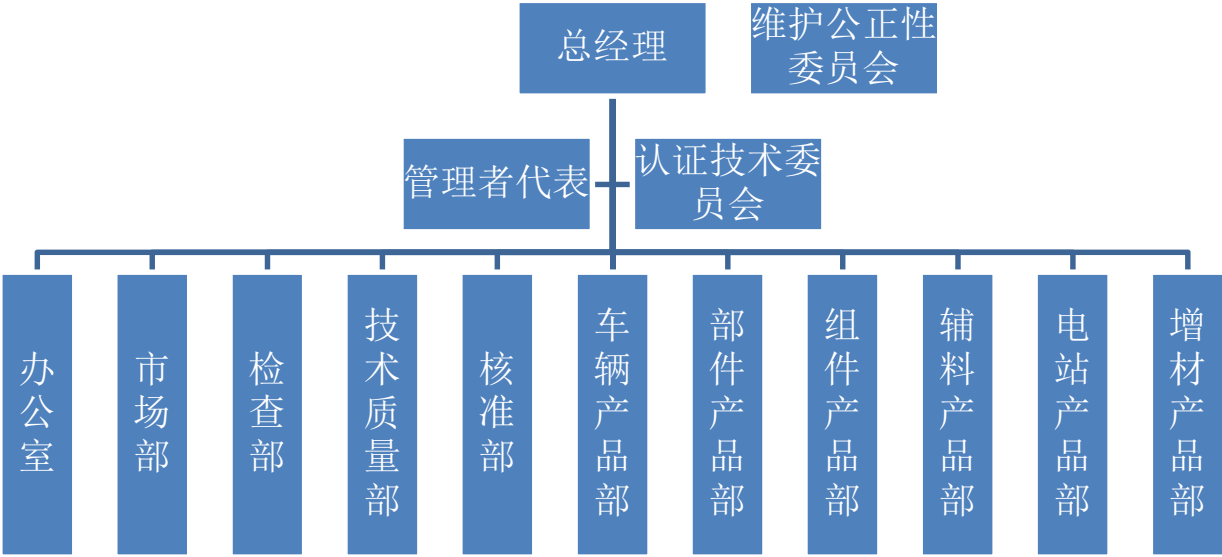 总经理
维护公正性
委员会
管理者代表
认证技术委
员会
办公室
市场部
检查部
技术质量部
核准部
车辆产品部
部件产品部
组件产品部
辅料产品部
电站产品部
增材产品部